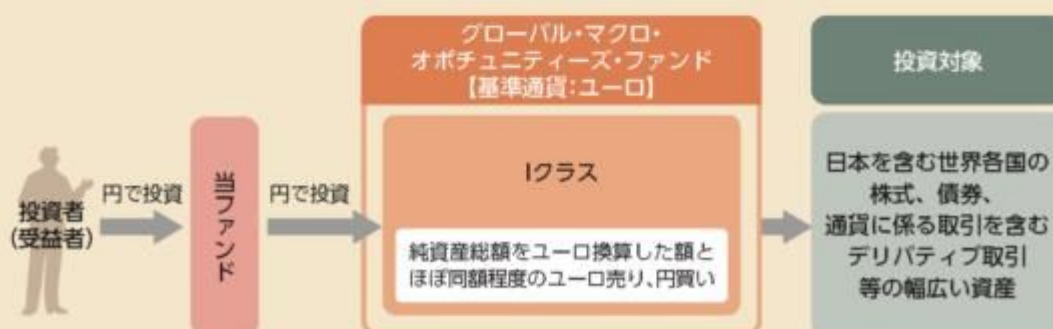 投資者
(受益者)
円で投資
当ファンド
円で投資
グローバル・マクロ・
オポチュニティーズ・ファンド
【基準通貨:ユーロ】
Iクラス
純資産総額をユーロ換算した額と
ほぼ同額程度のユーロ売り、円買い
投資対象
日本を含む世界各国の
株式、債券、
通貨に係る取引を含む
デリバティブ取引
等の幅広い資産